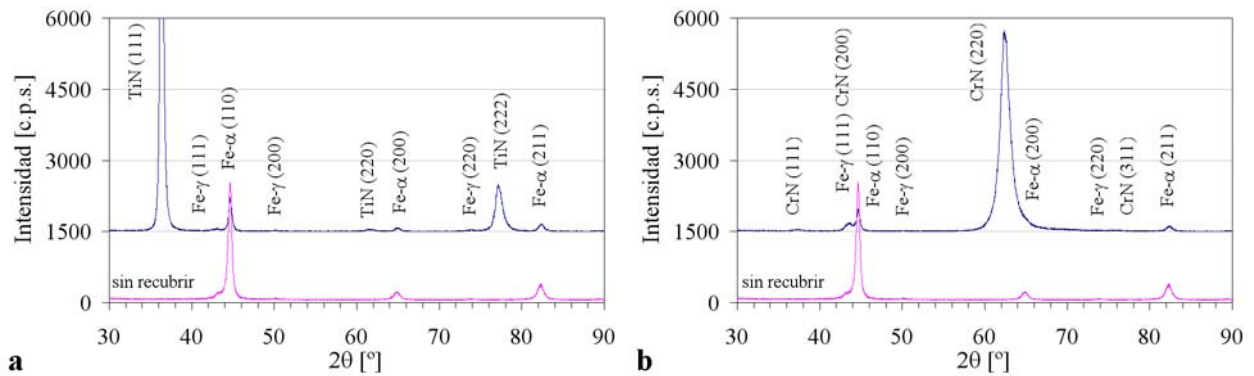 6000
4500
3000
1500
0
Intensidad [c.p.s.]
TiN (111)
Fe-γ (111)
Fe-α (110)
Fe-γ (200)
TiN (220)
Fe-α (200)
Fe-γ (220)
TiN (222)
Fe-α (211)
sin recubrir
30 40 50 60 70 80 90
2θ [º]
a
6000
4500
3000
1500
0
Intensidad [c.p.s.]
CrN (111)
Fe-γ (111)
CrN (200)
Fe-α (110)
Fe-γ (200)
CrN (220)
Fe-α (200)
Fe-γ (220)
CrN (311)
Fe-α (211)
sin recubrir
30 40 50 60 70 80 90
2θ [º]
b